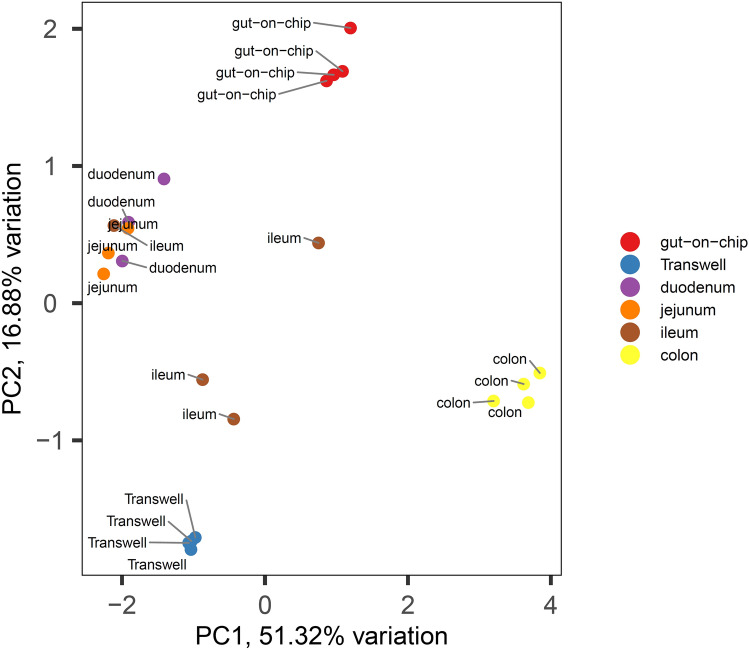 gut−on−chip
gut−on−chip
gut−on−chip
gut−on−chip
duodenum
duodenum
jejunum
jejunum
ileum
duodenum
jejunum
ileum
ileum
ileum
colon
colon
colon
colon
Transwell
Transwell
Transwell
Transwell
2
1
0
−1
PC2, 16.88% variation
−2
0
2
4
PC1, 51.32% variation
gut−on−chip
Transwell
duodenum
jejunum
ileum
colon